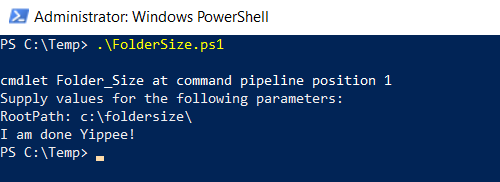 Administrator: Windows PowerShell
PS C:\Temp> .\FolderSize.ps1
cmdlet Folder_Size at command pipeline position 1
Supply values for the following parameters:
RootPath: c:\foldersize\
I am done Yippee!
PS C:\Temp>